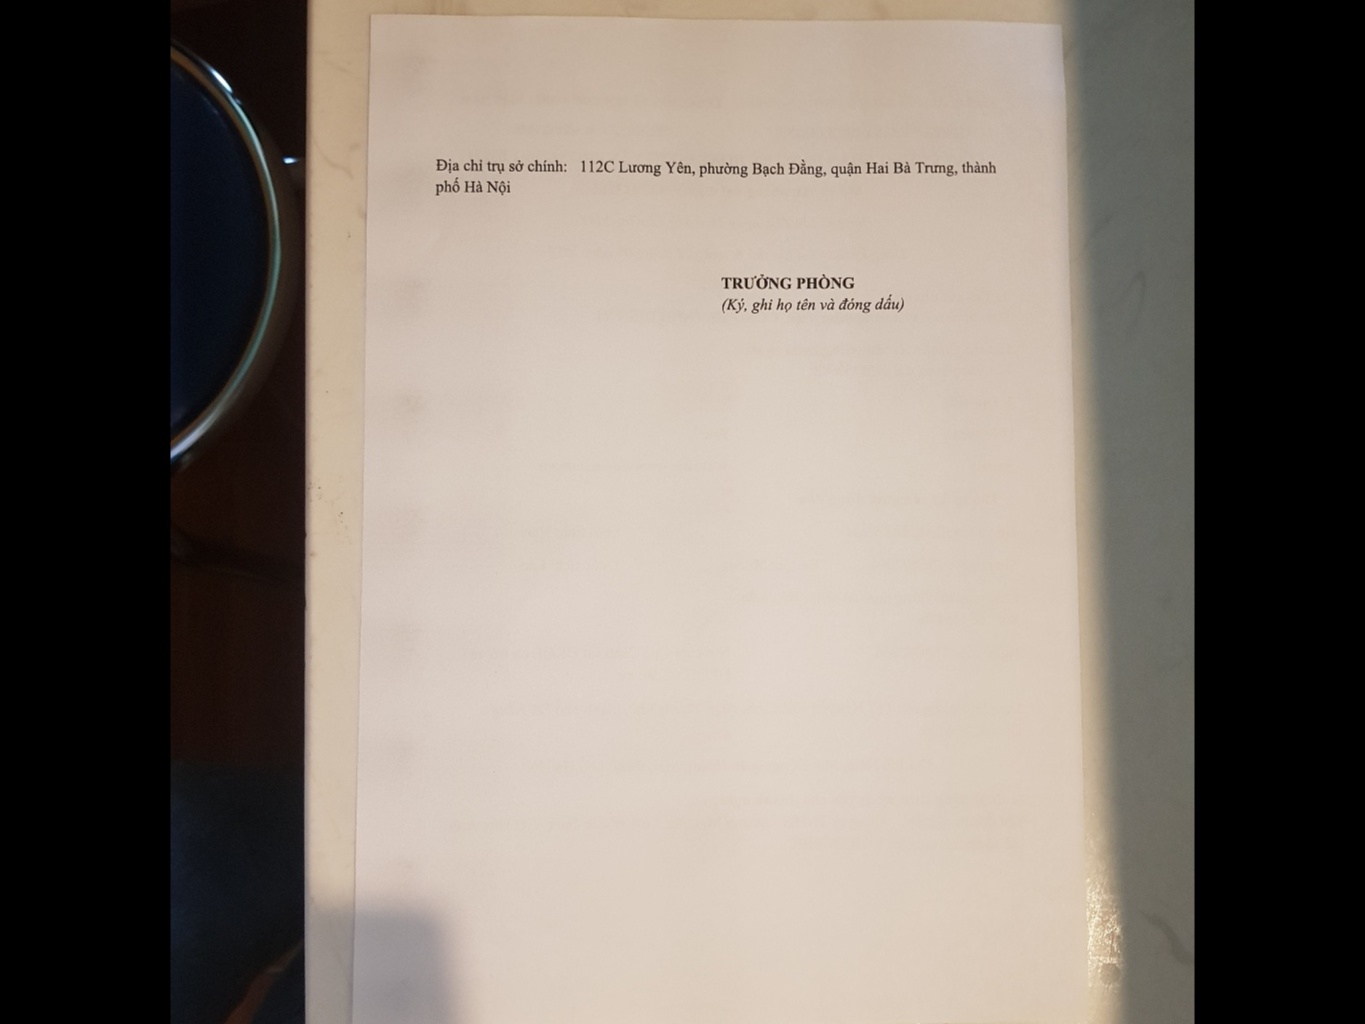 Địa chỉ trụ sở chính: 112C Lương Yên, phường Bạch Đằng, quận Hai Bà Trưng, thành
phố Hà Nội
TRƯỞNG PHÒNG
(Ký, ghi họ tên và đóng dấu)